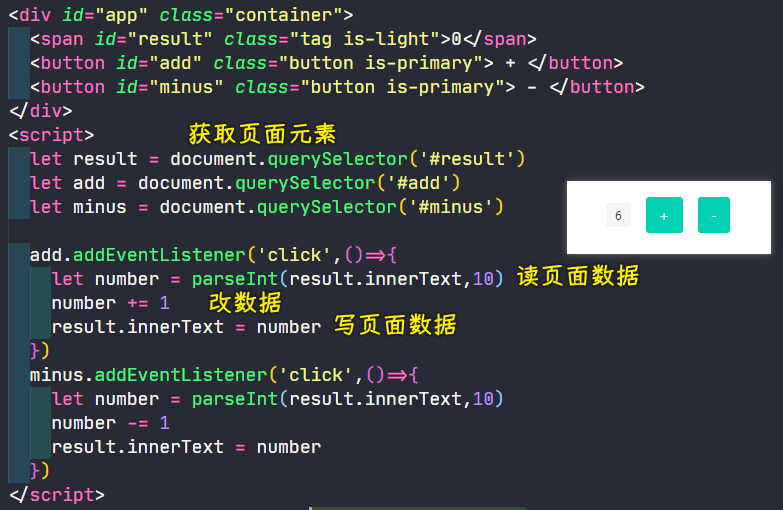 <div id="app" class="container">
<span id="result" class="tag is-light">0</span>
<button id="add" class="button is-primary"> + </button>
<button id="minus" class="button is-primary"> - </button>
</div>
<script>
获取页面元素
let result = document.querySelector('#result')
let add = document.querySelector('#add')
let minus = document.querySelector('#minus')
6 + -
add.addEventListener('click',()=>{
let number = parseInt(result.innerText,10) 读页面数据
number += 1 改数据
result.innerText = number 写页面数据
})
minus.addEventListener('click',()=>{
let number = parseInt(result.innerText,10)
number -= 1
result.innerText = number
})
</script>